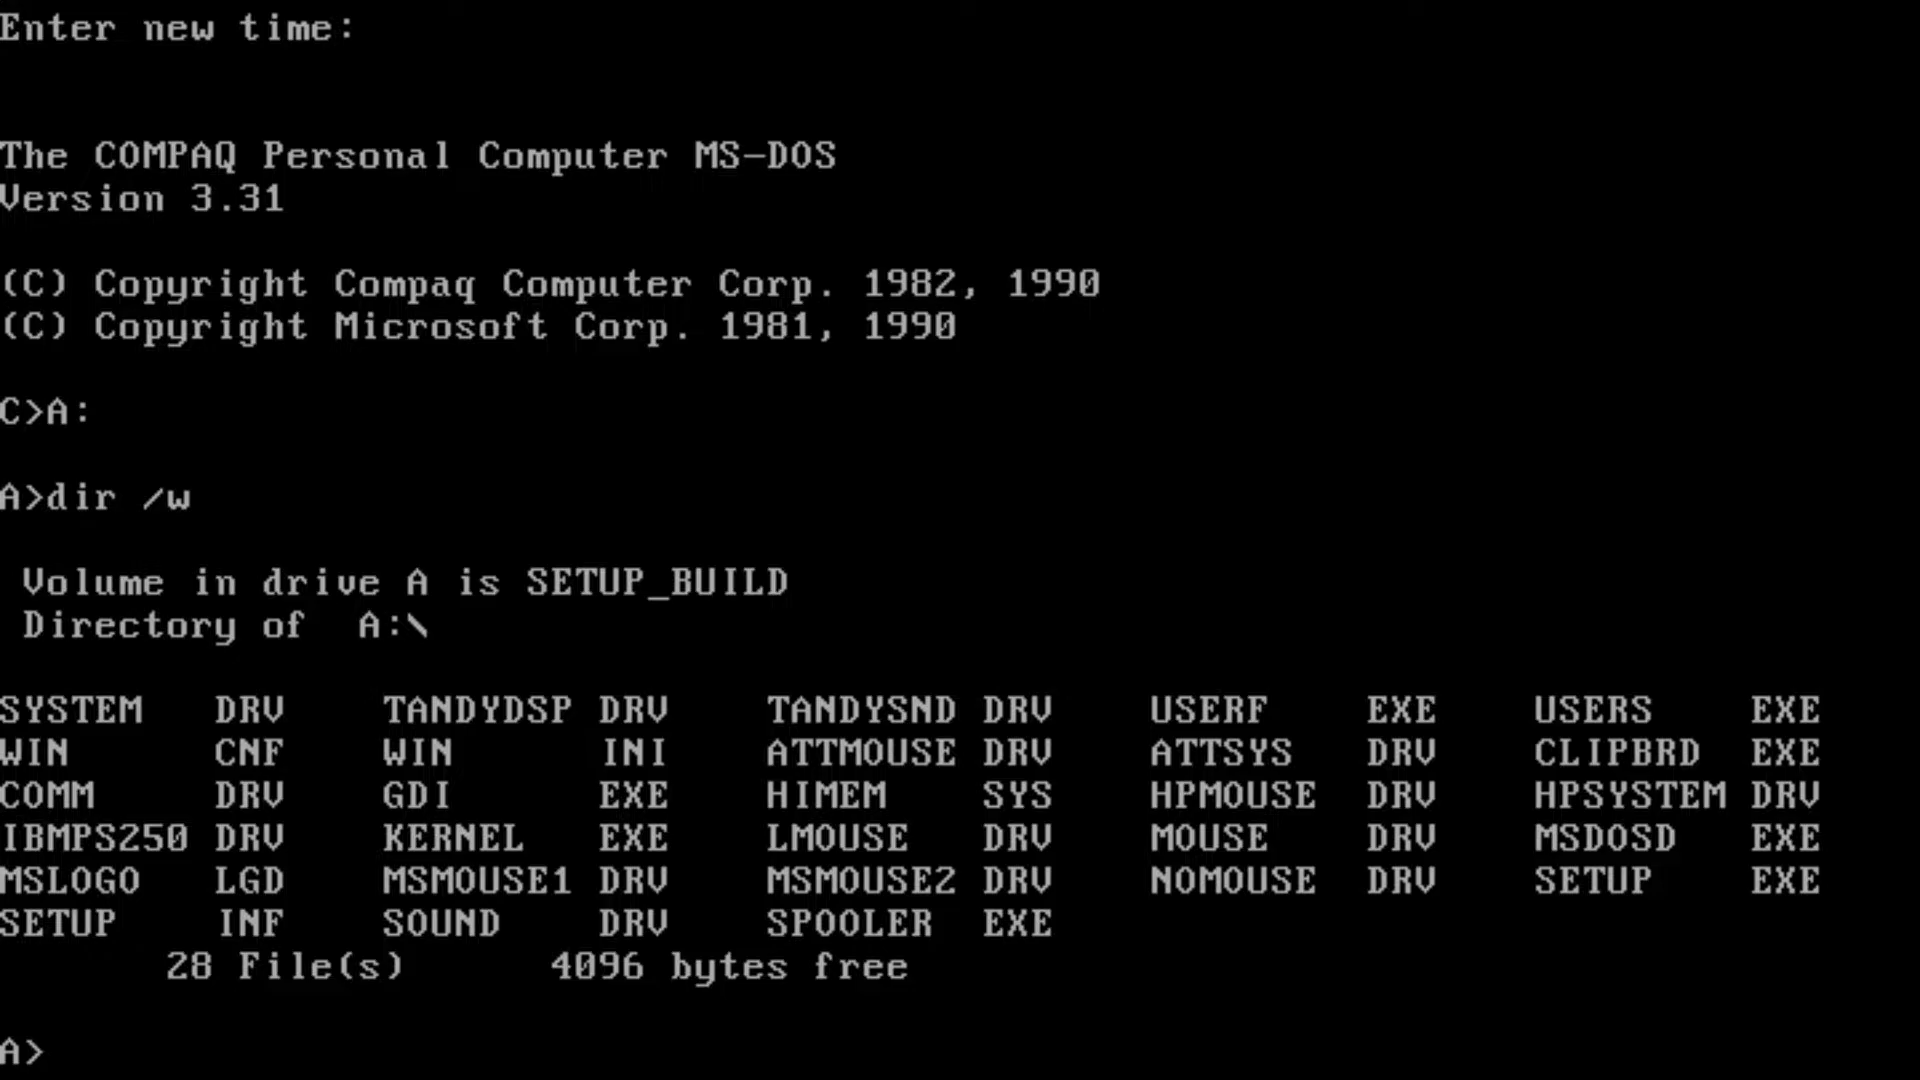 Enter new time:
The COMPAQ Personal Computer MS-DOS
Version 3.31
(C) Copyright Compaq Computer Corp. 1982, 1990
(C) Copyright Microsoft Corp. 1981, 1990
C>A:
A>dir /w
Volume in drive A is SETUP_BUILD
Directory of  A:\
SYSTEM   DRV    TANDYDSP DRV    TANDYSND DRV    USERF    EXE    USERS    EXE
WIN      CNF    WIN      INI    ATTMOUSE DRV    ATTSYS   DRV    CLIPBRD  EXE
COMM     DRV    GDI      EXE    HIMEM    SYS    HPMOUSE  DRV    HPSYSTEM DRV
IBMPS250 DRV    KERNEL   EXE    LMOUSE   DRV    MOUSE    DRV    MSDOSD   EXE
MSLOGO   LGD    MSMOUSE1 DRV    MSMOUSE2 DRV    NOMOUSE  DRV    SETUP    EXE
SETUP    INF    SOUND    DRV    SPOOLER  EXE
28 File(s)      4096 bytes free
A>